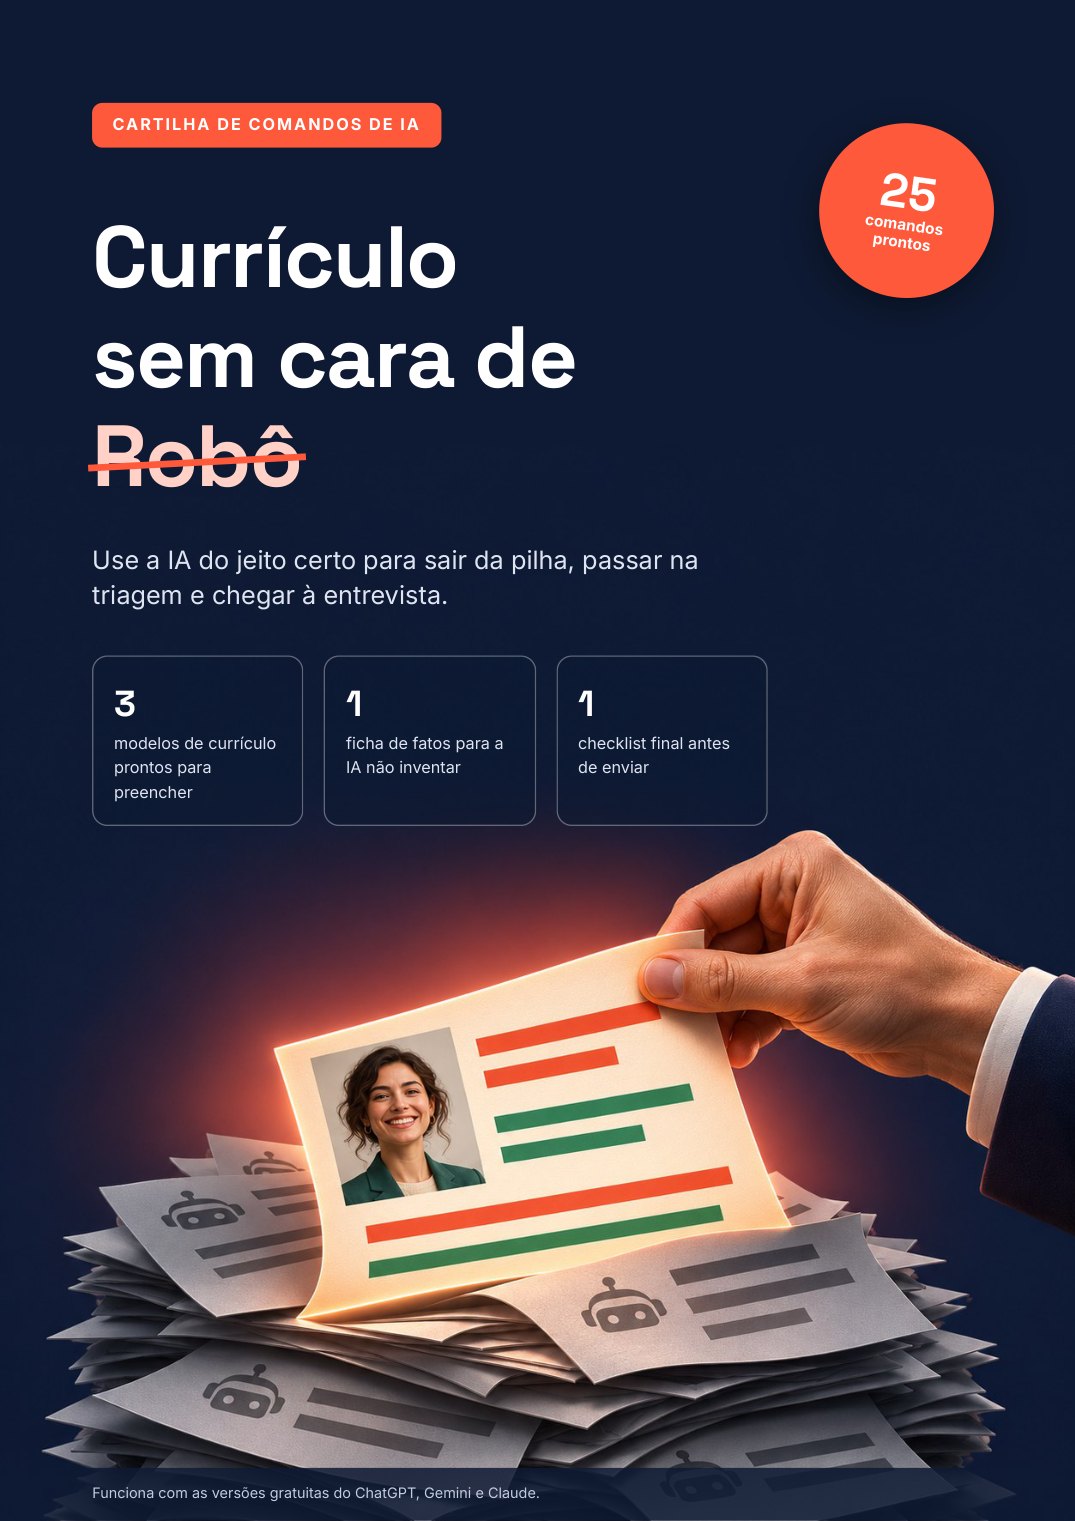 CARTILHA DE COMANDOS DE IA
25
comandos
prontos
Currículo
sem cara de
Robô
Use a IA do jeito certo para sair da pilha, passar na
triagem e chegar à entrevista.
3
modelos de currículo
prontos para
preencher
1
ficha de fatos para a
IA não inventar
1
checklist final antes
de enviar
Funciona com as versões gratuitas do ChatGPT, Gemini e Claude.